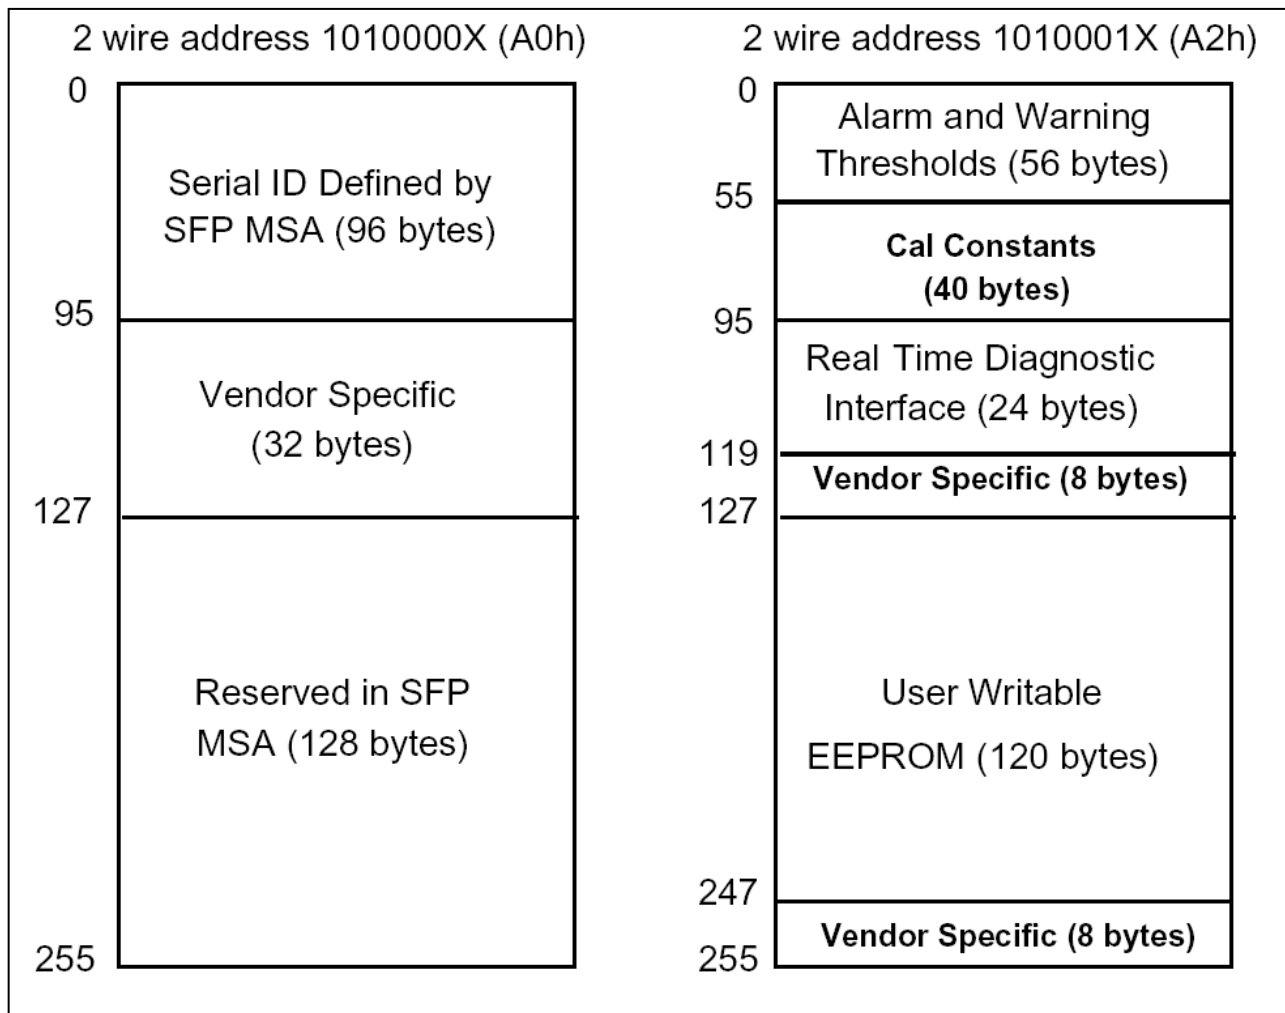 2 wire address 1010000X (A0h)
0
Serial ID Defined by
SFP MSA (96 bytes)
95
Vendor Specific
(32 bytes)
127
Reserved in SFP
MSA (128 bytes)
255
2 wire address 1010001X (A2h)
0
Alarm and Warning
Thresholds (56 bytes)
55
Cal Constants
(40 bytes)
95
Real Time Diagnostic
Interface (24 bytes)
119
Vendor Specific (8 bytes)
127
User Writable
EEPROM (120 bytes)
247
Vendor Specific (8 bytes)
255